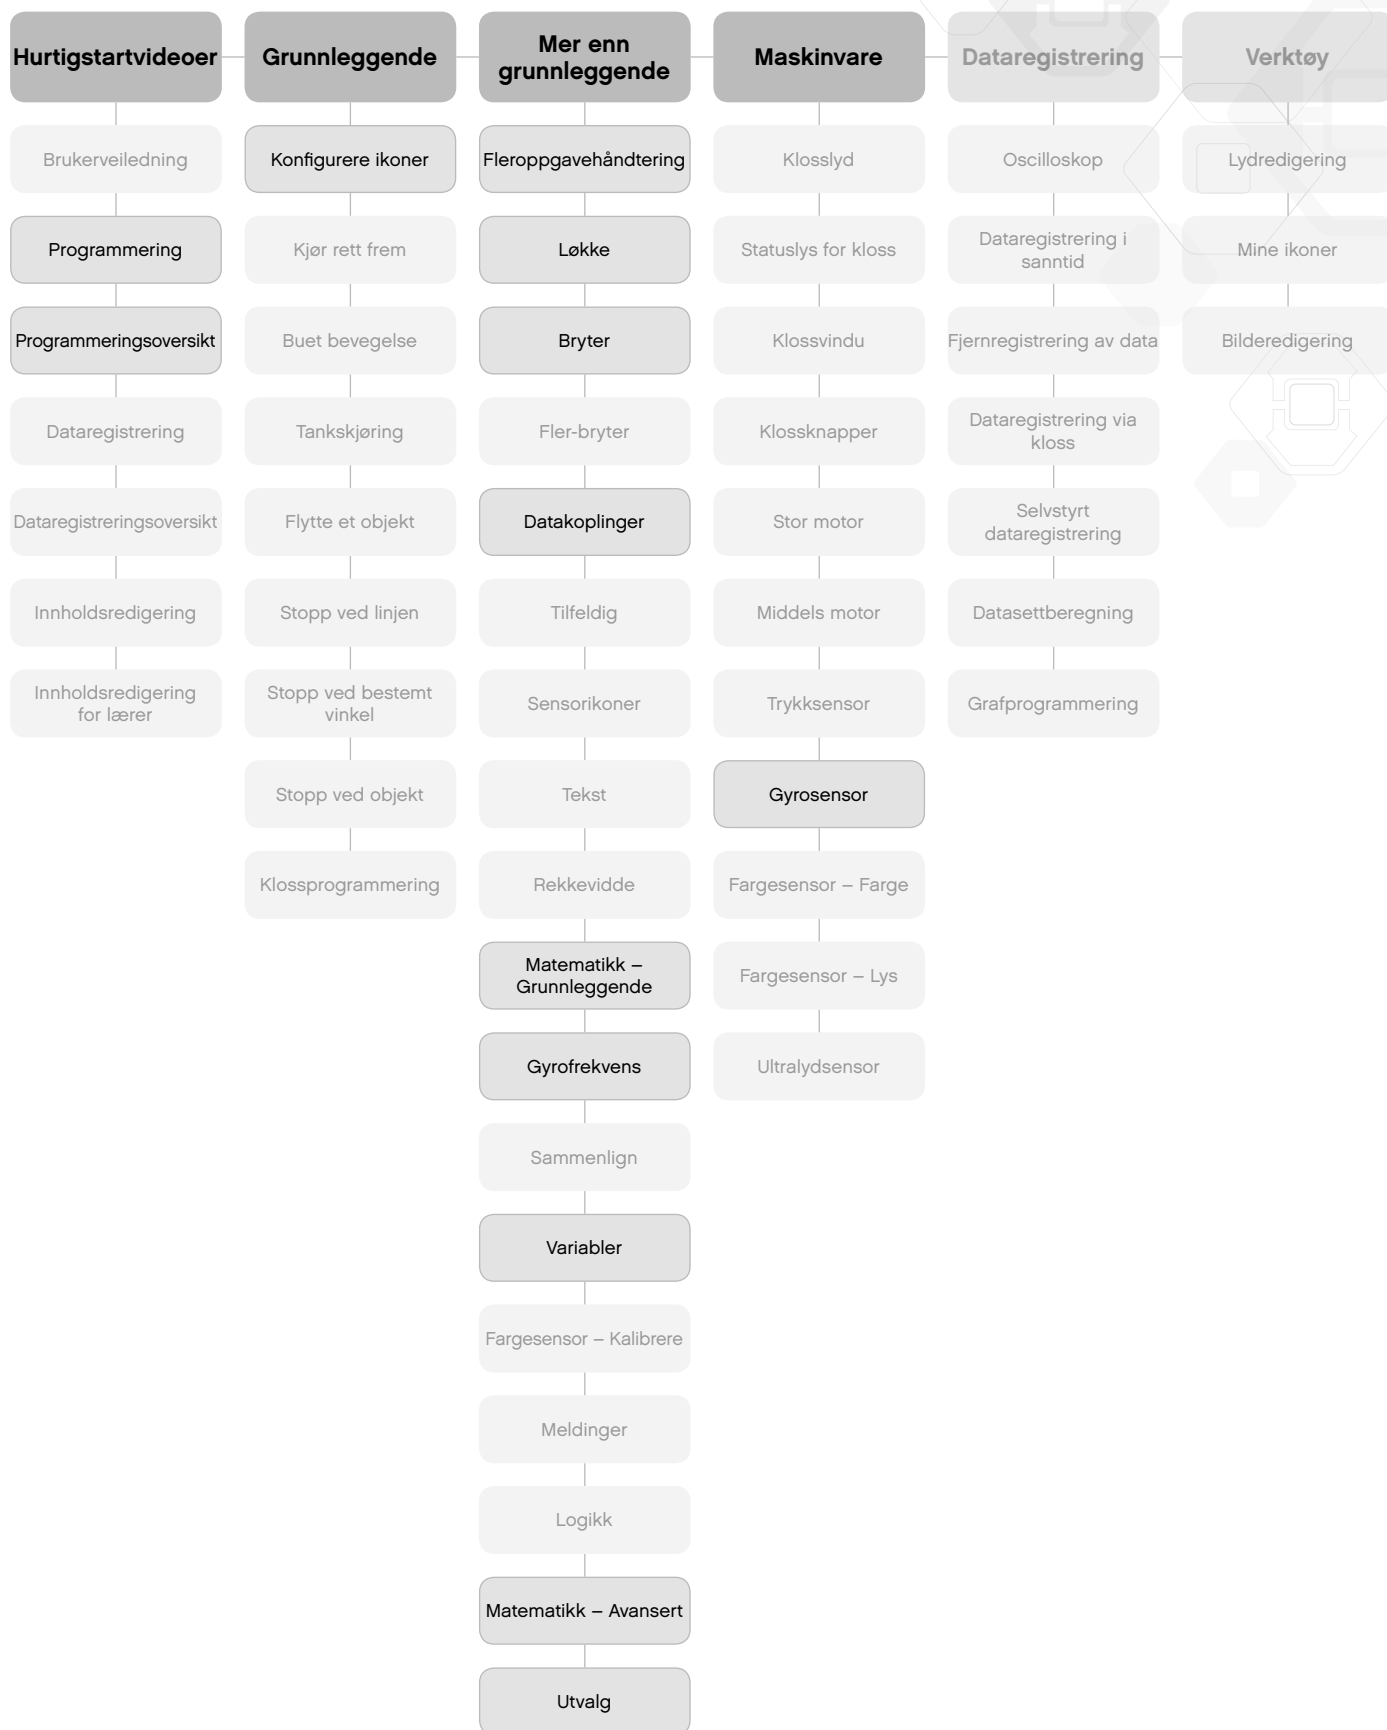 Hurtigstartvideoer
Brukerveiledning
Programmering
Programmeringsoversikt
Dataregistrering
Dataregistreringsoversikt
Innholdsredigering
Innholdsredigering
for lærer
Grunnleggende
Konfigurere ikoner
Kjør rett frem
Buet bevegelse
Tankskjøring
Flytte et objekt
Stopp ved linjen
Stopp ved bestemt
vinkel
Stopp ved objekt
Klossprogrammering
Mer enn
grunnleggende
Fleroppgavehåndtering
Løkke
Bryter
Fler-bryter
Datakoplinger
Tilfeldig
Sensorikoner
Tekst
Rekkevidde
Matematikk –
Grunnleggende
Gyrofrekvens
Sammenlign
Variabler
Fargesensor – Kalibrere
Meldinger
Logikk
Matematikk – Avansert
Utvalg
Maskinvare
Klosslyd
Statuslys for kloss
Klossvindu
Klossknapper
Stor motor
Middels motor
Trykksensor
Gyrosensor
Fargesensor – Farge
Fargesensor – Lys
Ultralydsensor
Dataregistrering
Oscilloskop
Dataregistrering i
sanntid
Fjernregistrering av data
Dataregistrering via
kloss
Selvstyrt
dataregistrering
Datasettberegning
Grafprogrammering
Verktøy
Lydredigering
Mine ikoner
Bilderedigering